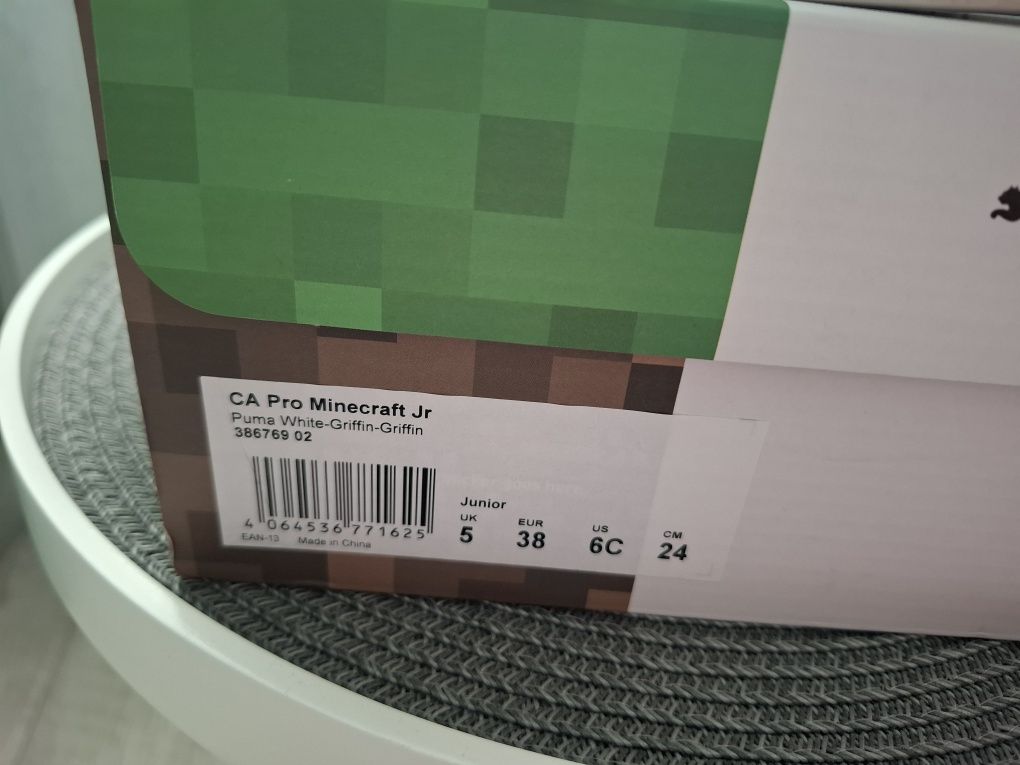 CA Pro Minecraft Jr
Puma White-Griffin-Griffin
386769 02
Junior
UK EUR US CM
5 38 6C 24
4 064536 771625
EAN-13 Made in China